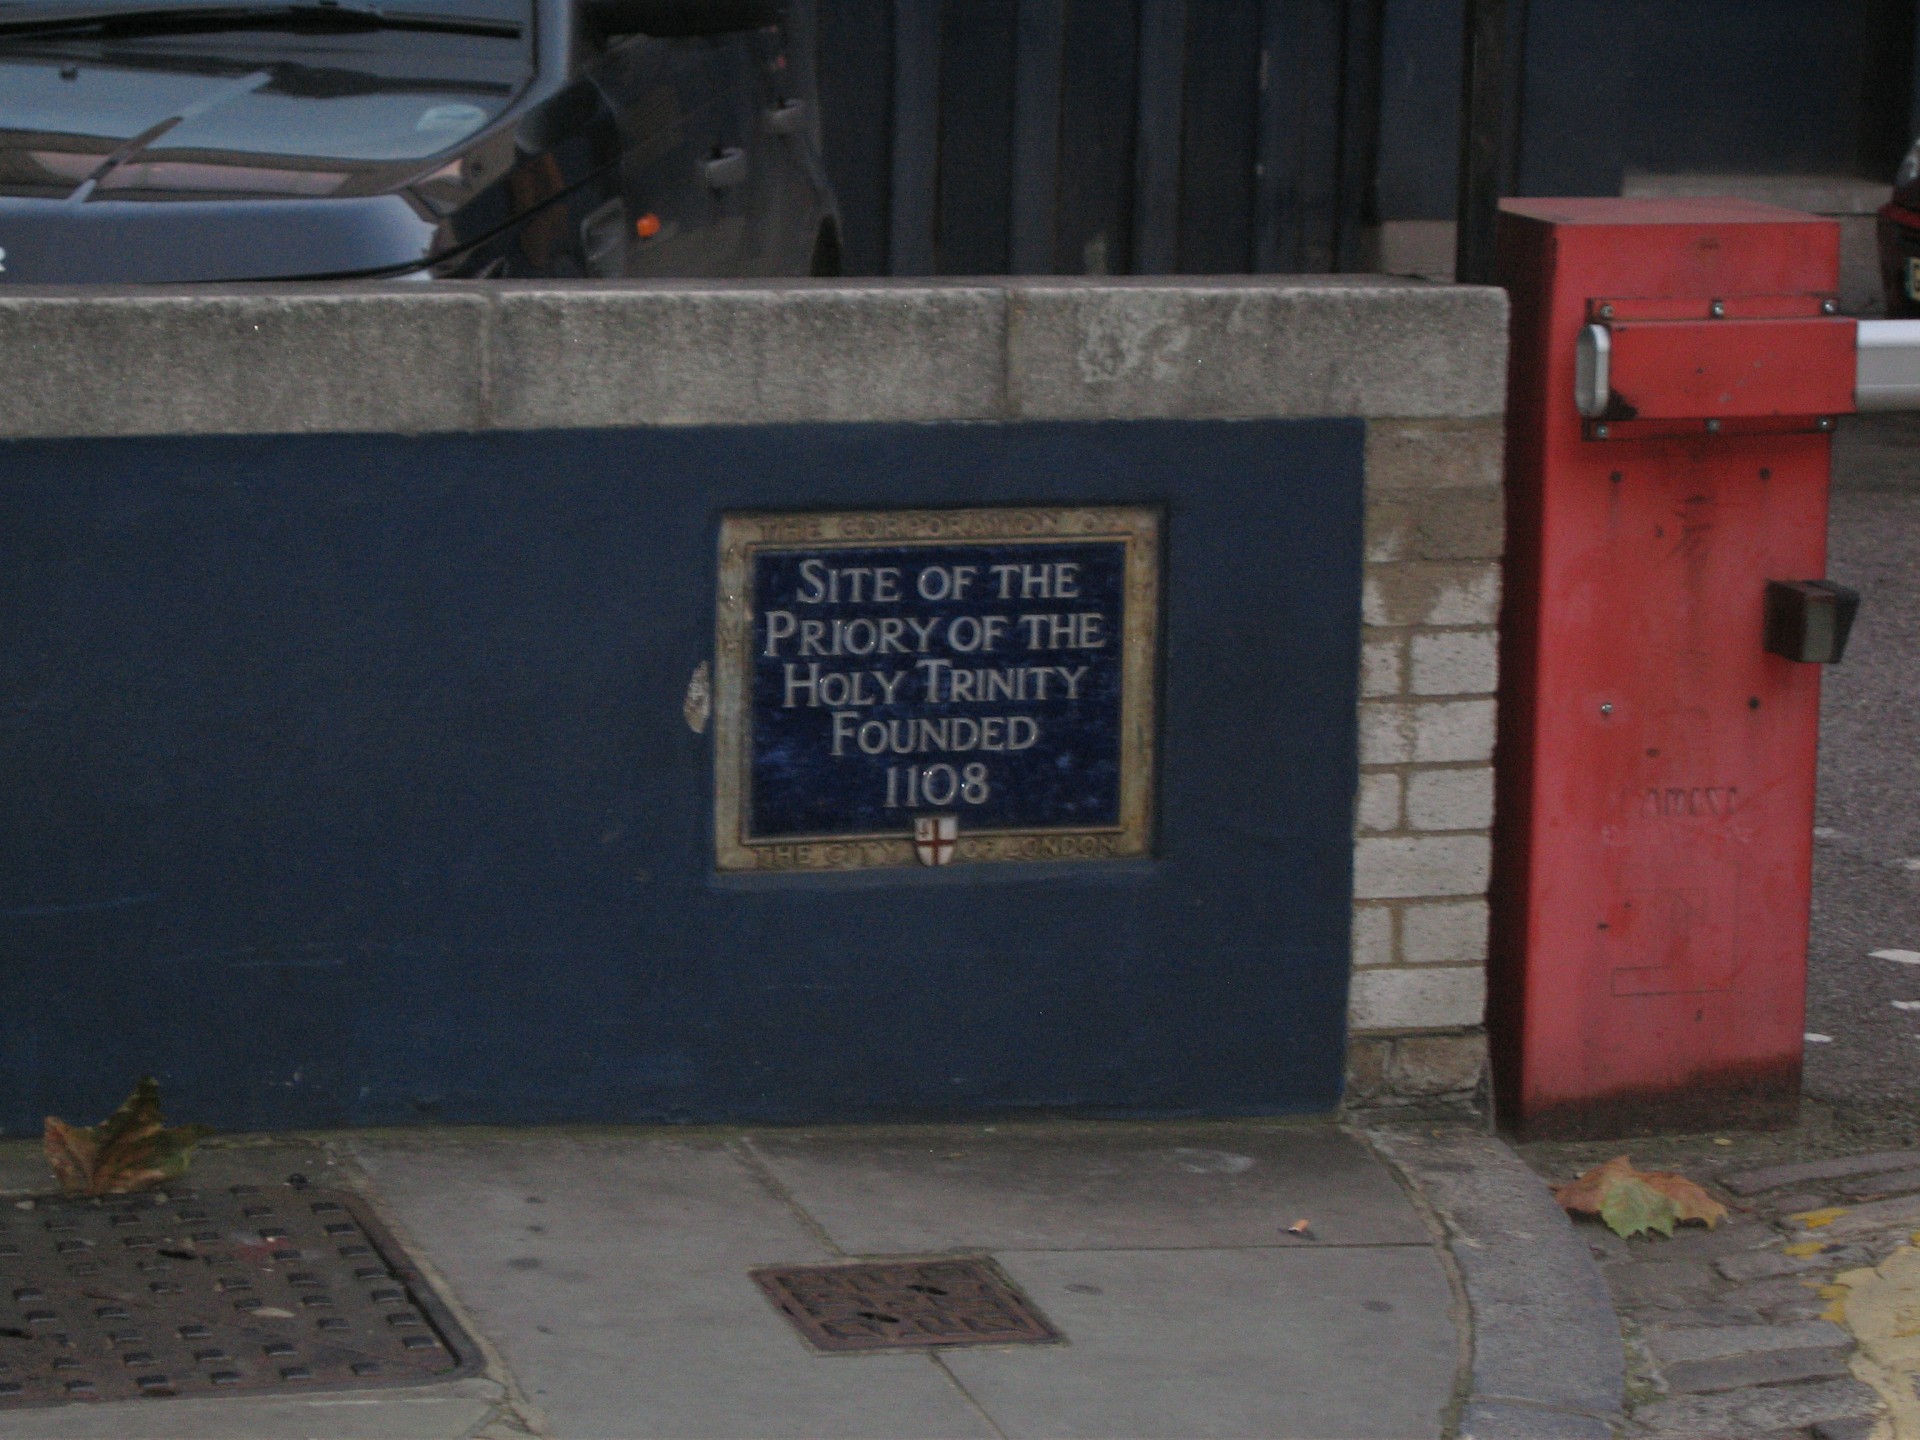 THE CORPORATION OF
SITE OF THE
PRIORY OF THE
HOLY TRINITY
FOUNDED
1108
THE CITY OF LONDON
R